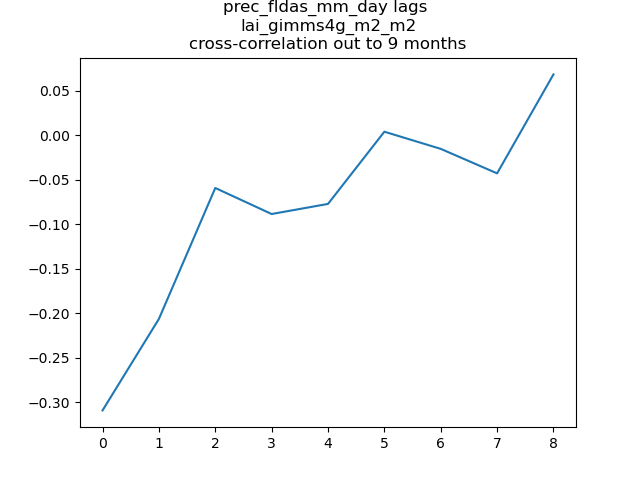 prec_fldas_mm_day lags
lai_gimms4g_m2_m2
cross-correlation out to 9 months
0.05
0.00
−0.05
−0.10
−0.15
−0.20
−0.25
−0.30
0 1 2 3 4 5 6 7 8